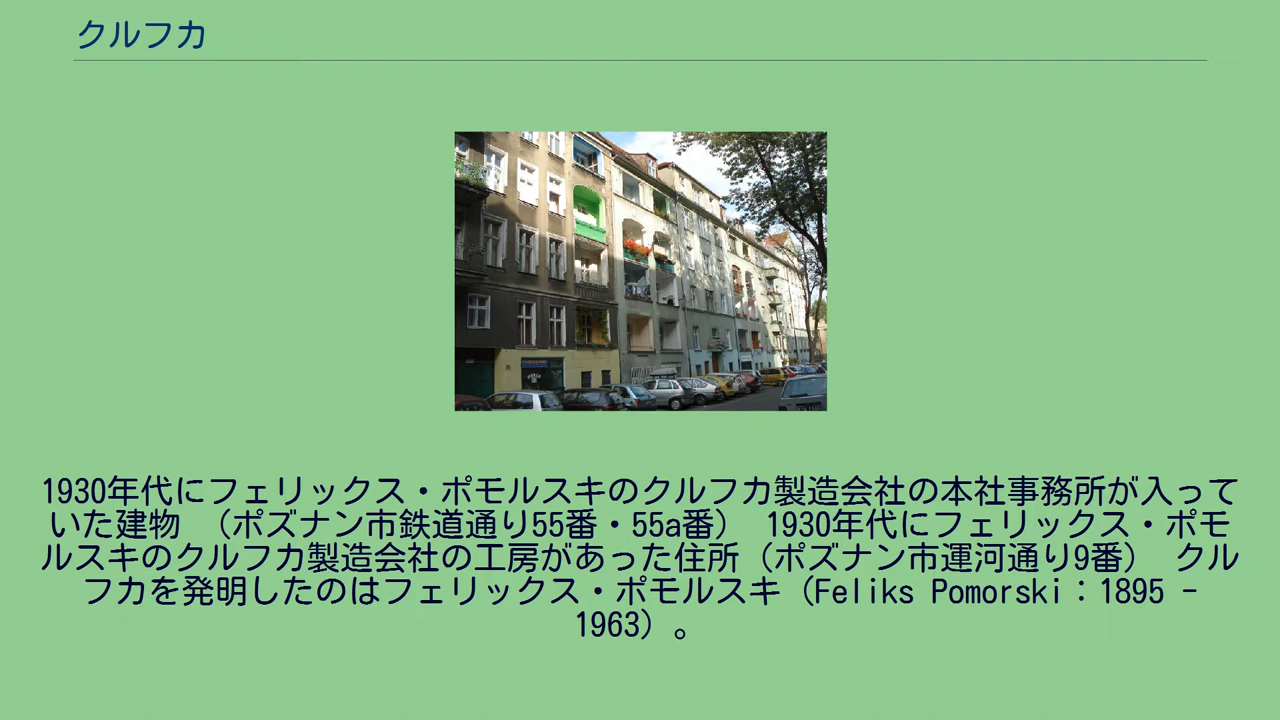 クルフカ
1930年代にフェリックス・ポモルスキのクルフカ製造会社の本社事務所が入って
いた建物 （ポズナン市鉄道通り55番・55a番） 1930年代にフェリックス・ポモ
ルスキのクルフカ製造会社の工房があった住所（ポズナン市運河通り9番） クル
フカを発明したのはフェリックス・ポモルスキ（Feliks Pomorski：1895 -
1963）。